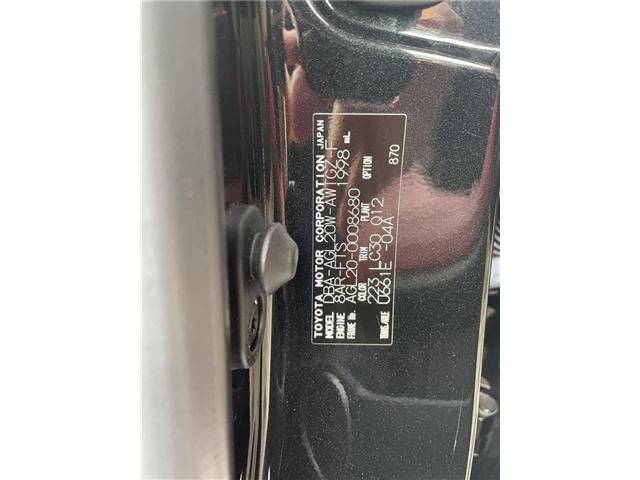 TOYOTA MOTOR CORPORATION JAPAN
MODEL DBA-AGL20W-AWTGZ-F
ENGINE 8AR-FTS 1998 mL
FRAME No. AGL20-0008680
COLOR TRIM PLANT OPTION
223 LC30 Q12
TRANS/AXLE U661E -04A 870